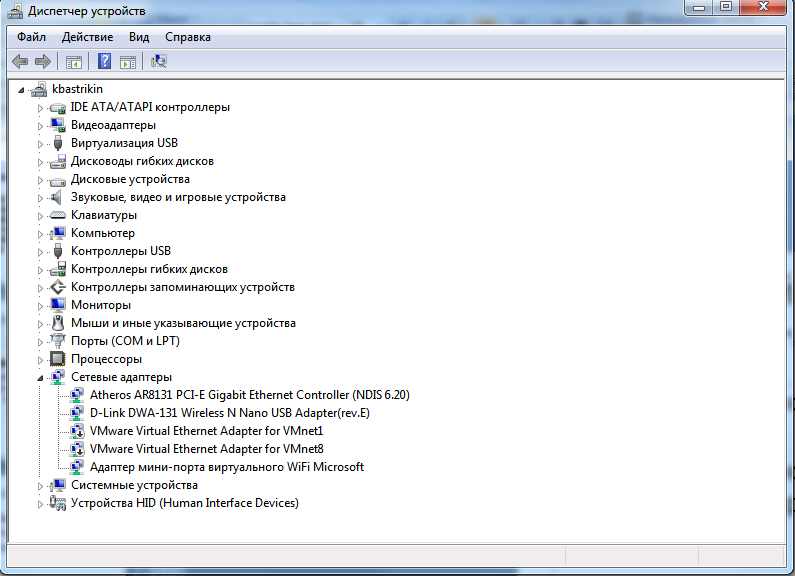 Диспетчер устройств
Файл Действие Вид Справка
kbastrikin
IDE ATA/ATAPI контроллеры
Видеоадаптеры
Виртуализация USB
Дисководы гибких дисков
Дисковые устройства
Звуковые, видео и игровые устройства
Клавиатуры
Компьютер
Контроллеры USB
Контроллеры гибких дисков
Контроллеры запоминающих устройств
Мониторы
Мыши и иные указывающие устройства
Порты (COM и LPT)
Процессоры
Сетевые адаптеры
Atheros AR8131 PCI-E Gigabit Ethernet Controller (NDIS 6.20)
D-Link DWA-131 Wireless N Nano USB Adapter(rev.E)
VMware Virtual Ethernet Adapter for VMnet1
VMware Virtual Ethernet Adapter for VMnet8
Адаптер мини-порта виртуального WiFi Microsoft
Системные устройства
Устройства HID (Human Interface Devices)